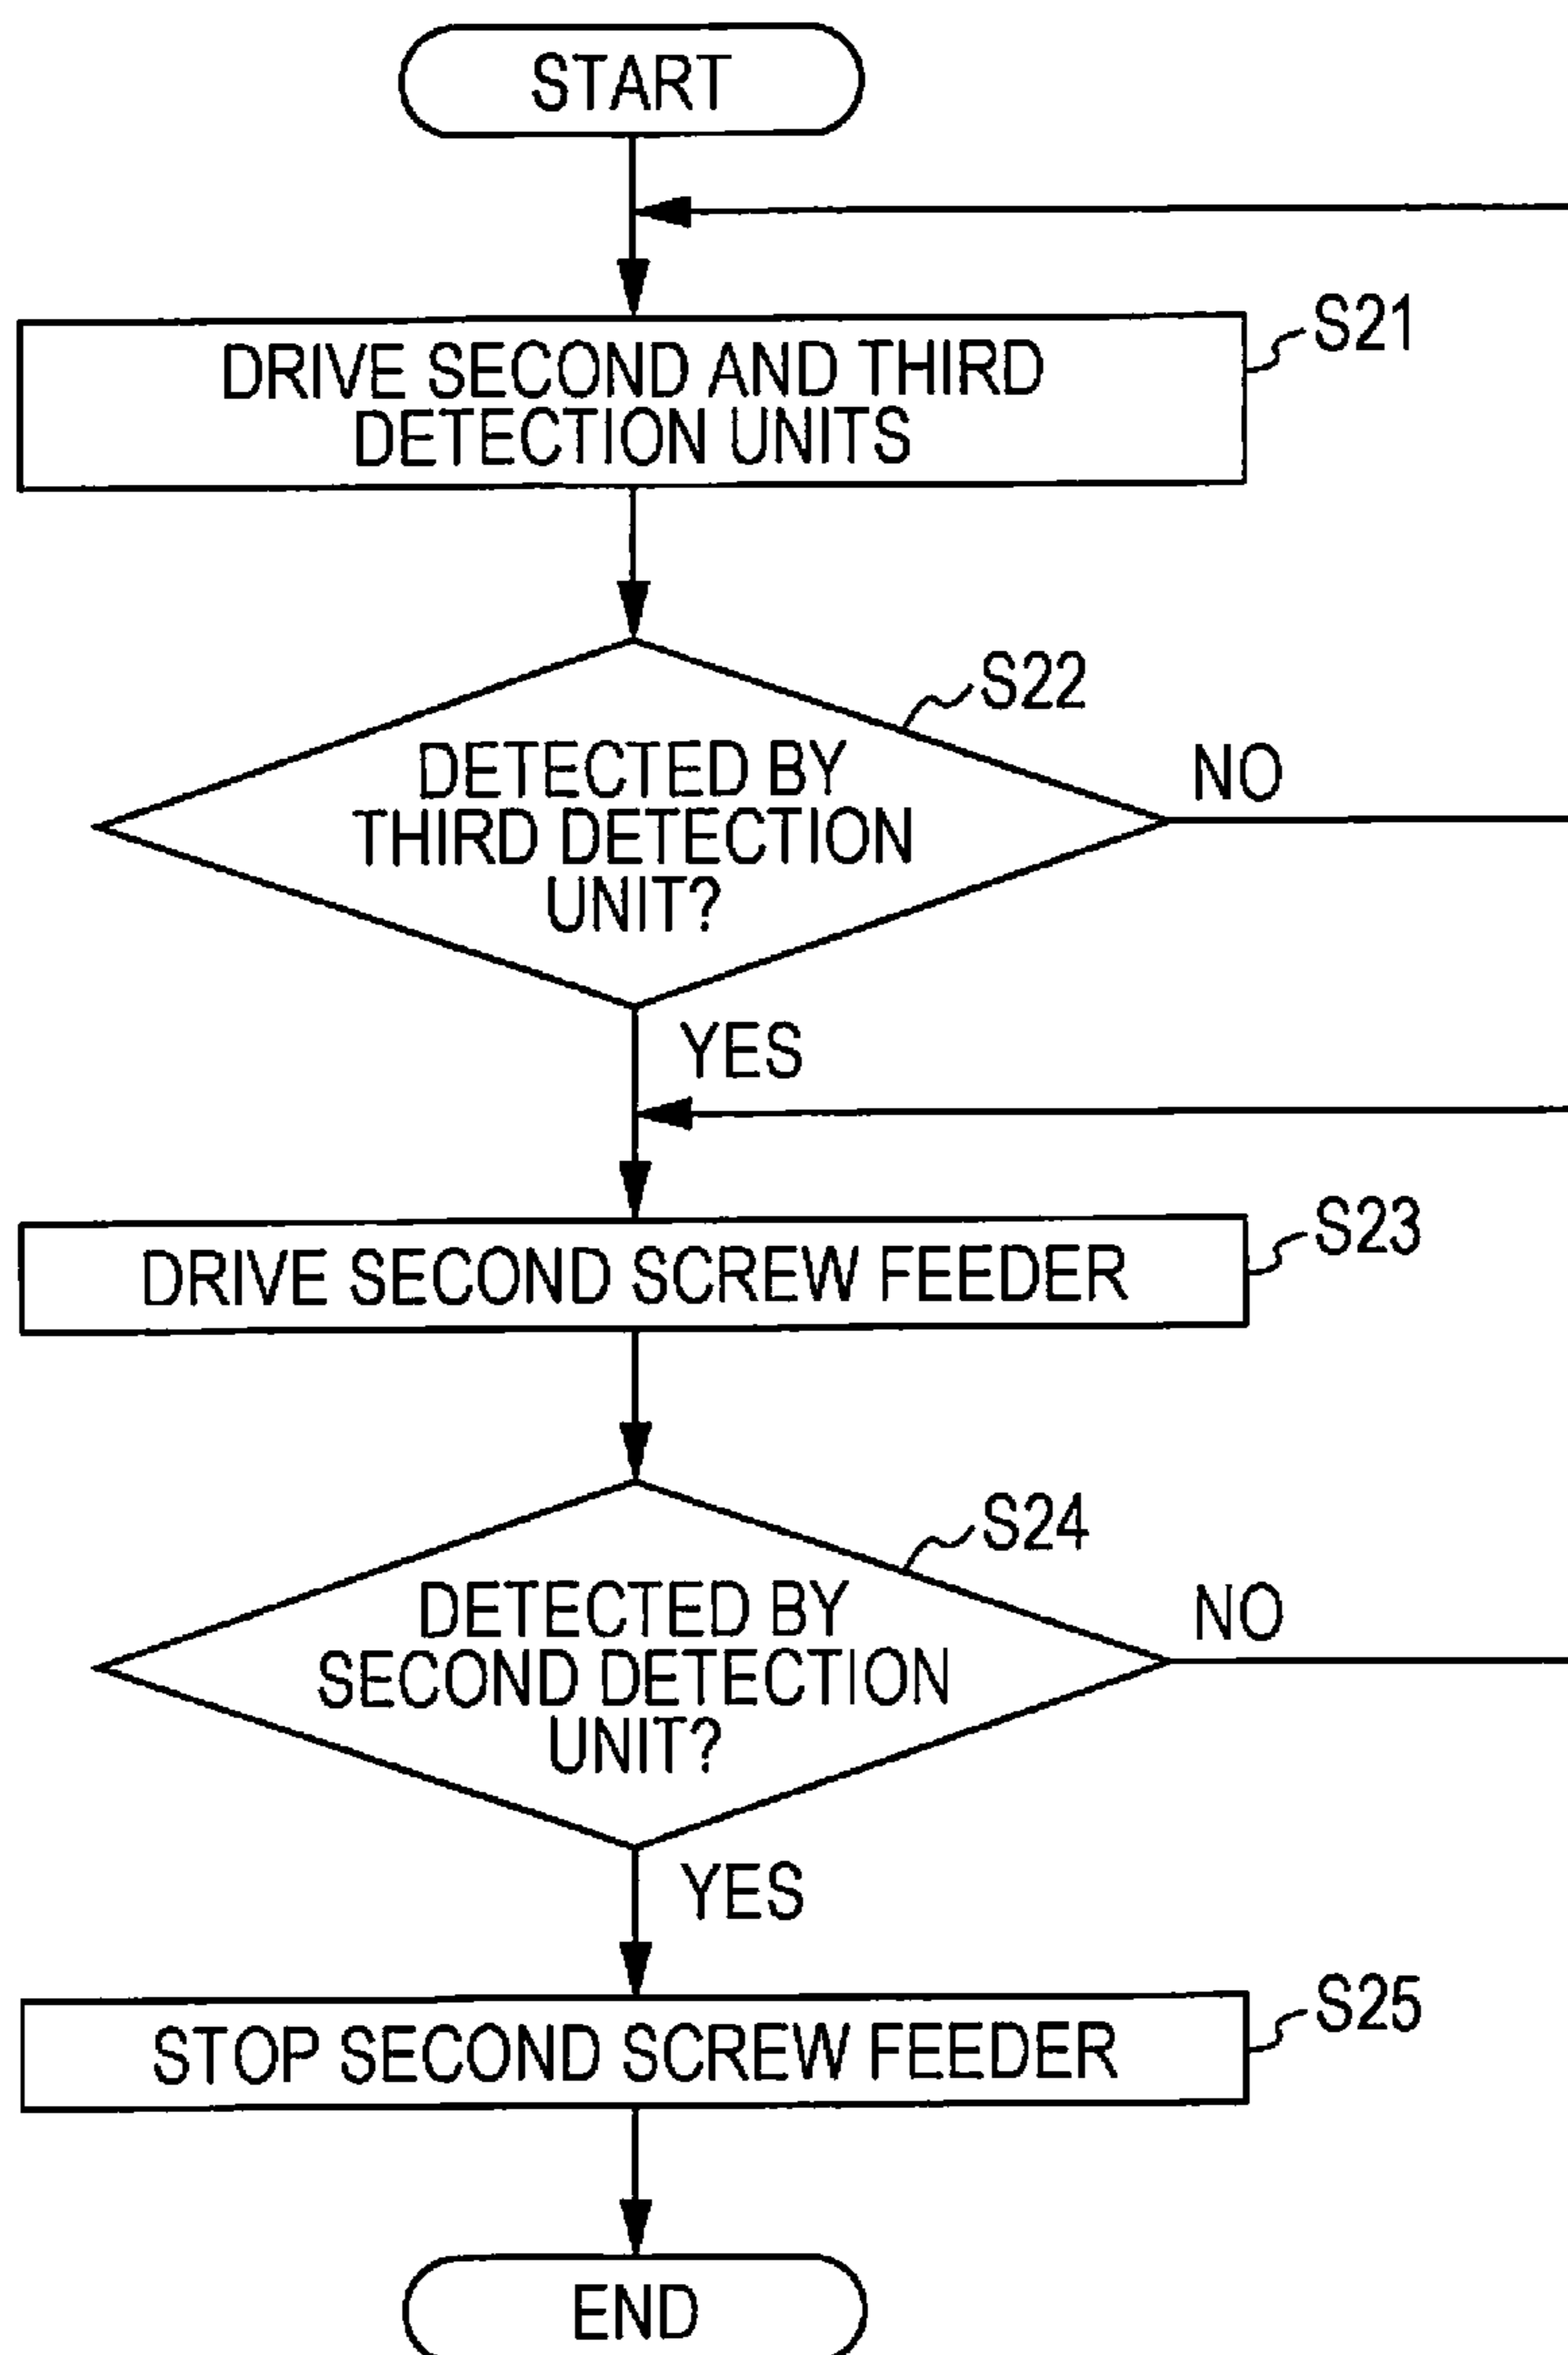 START
S21
DRIVE SECOND AND THIRD
DETECTION UNITS
S22
DETECTED BY
THIRD DETECTION
UNIT?
NO
YES
S23
DRIVE SECOND SCREW FEEDER
S24
DETECTED BY
SECOND DETECTION
UNIT?
NO
YES
S25
STOP SECOND SCREW FEEDER
END